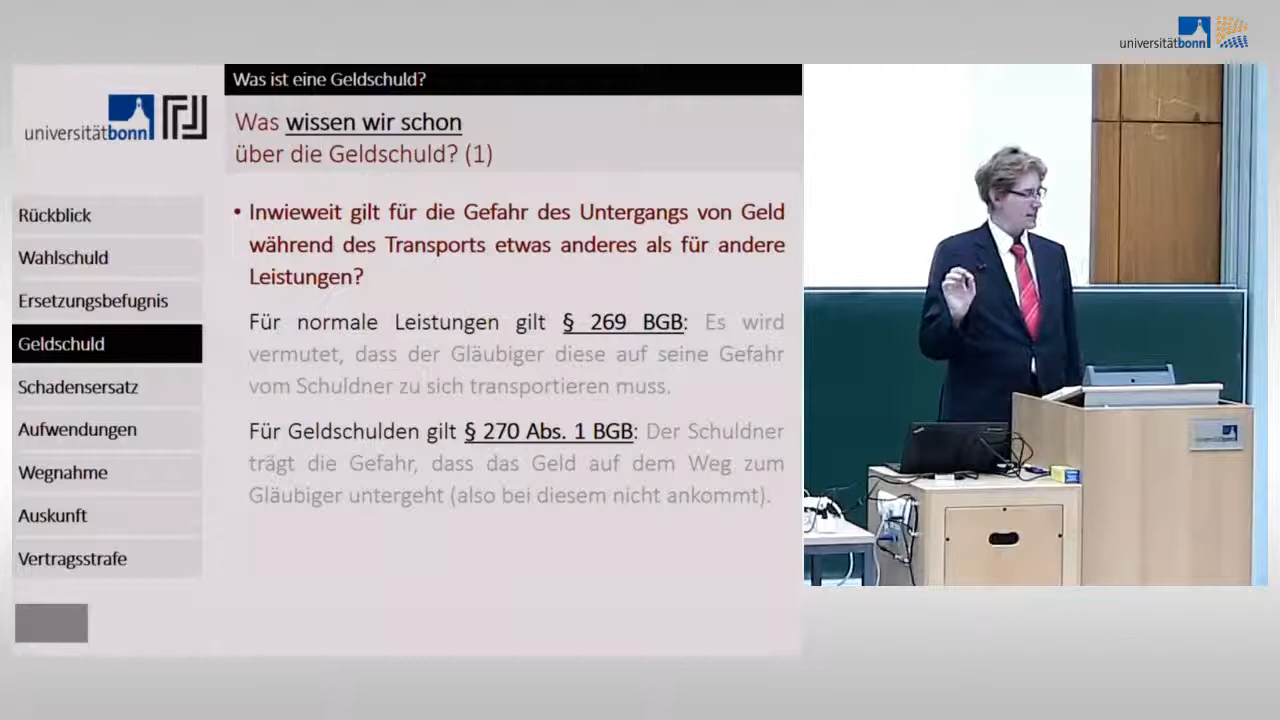 universitätbonn
Was ist eine Geldschuld?
universitätbonn
Was wissen wir schon
über die Geldschuld? (1)
Rückblick
Wahlschuld
Ersetzungsbefugnis
Geldschuld
Schadensersatz
Aufwendungen
Wegnahme
Auskunft
Vertragsstrafe
• Inwieweit gilt für die Gefahr des Untergangs von Geld
während des Transports etwas anderes als für andere
Leistungen?
Für normale Leistungen gilt § 269 BGB: Es wird
vermutet, dass der Gläubiger diese auf seine Gefahr
vom Schuldner zu sich transportieren muss.
Für Geldschulden gilt § 270 Abs. 1 BGB: Der Schuldner
trägt die Gefahr, dass das Geld auf dem Weg zum
Gläubiger untergeht (also bei diesem nicht ankommt).